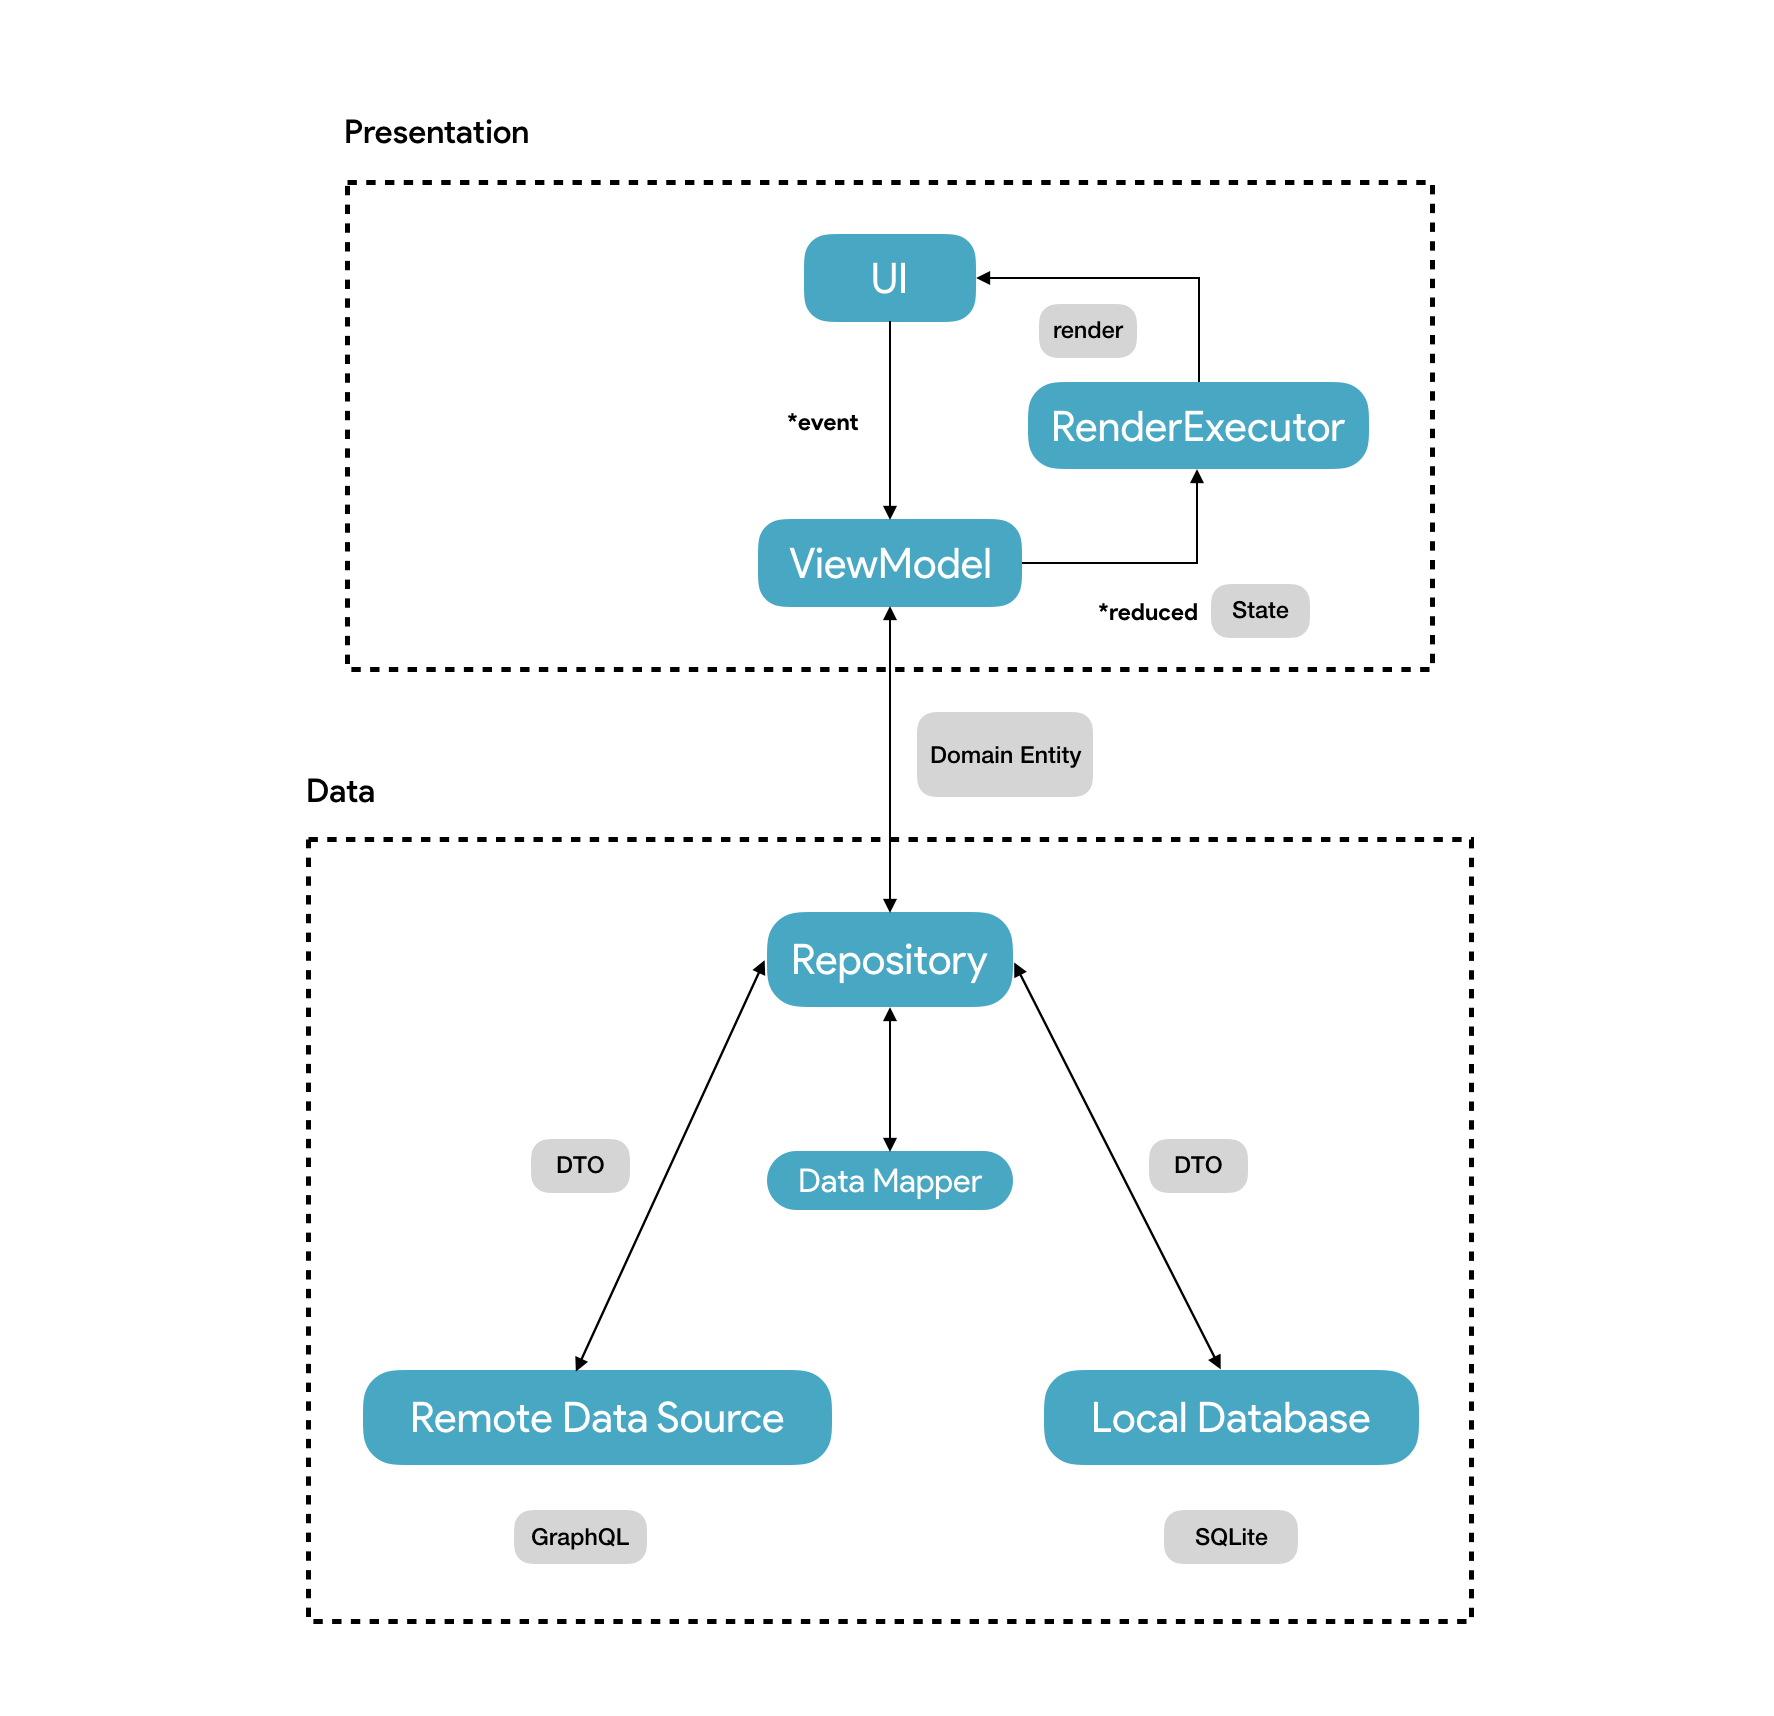 Presentation
UI
render
RenderExecutor
*event
ViewModel
*reduced
State
Domain Entity
Data
Repository
DTO
Data Mapper
DTO
Remote Data Source
Local Database
GraphQL
SQLite